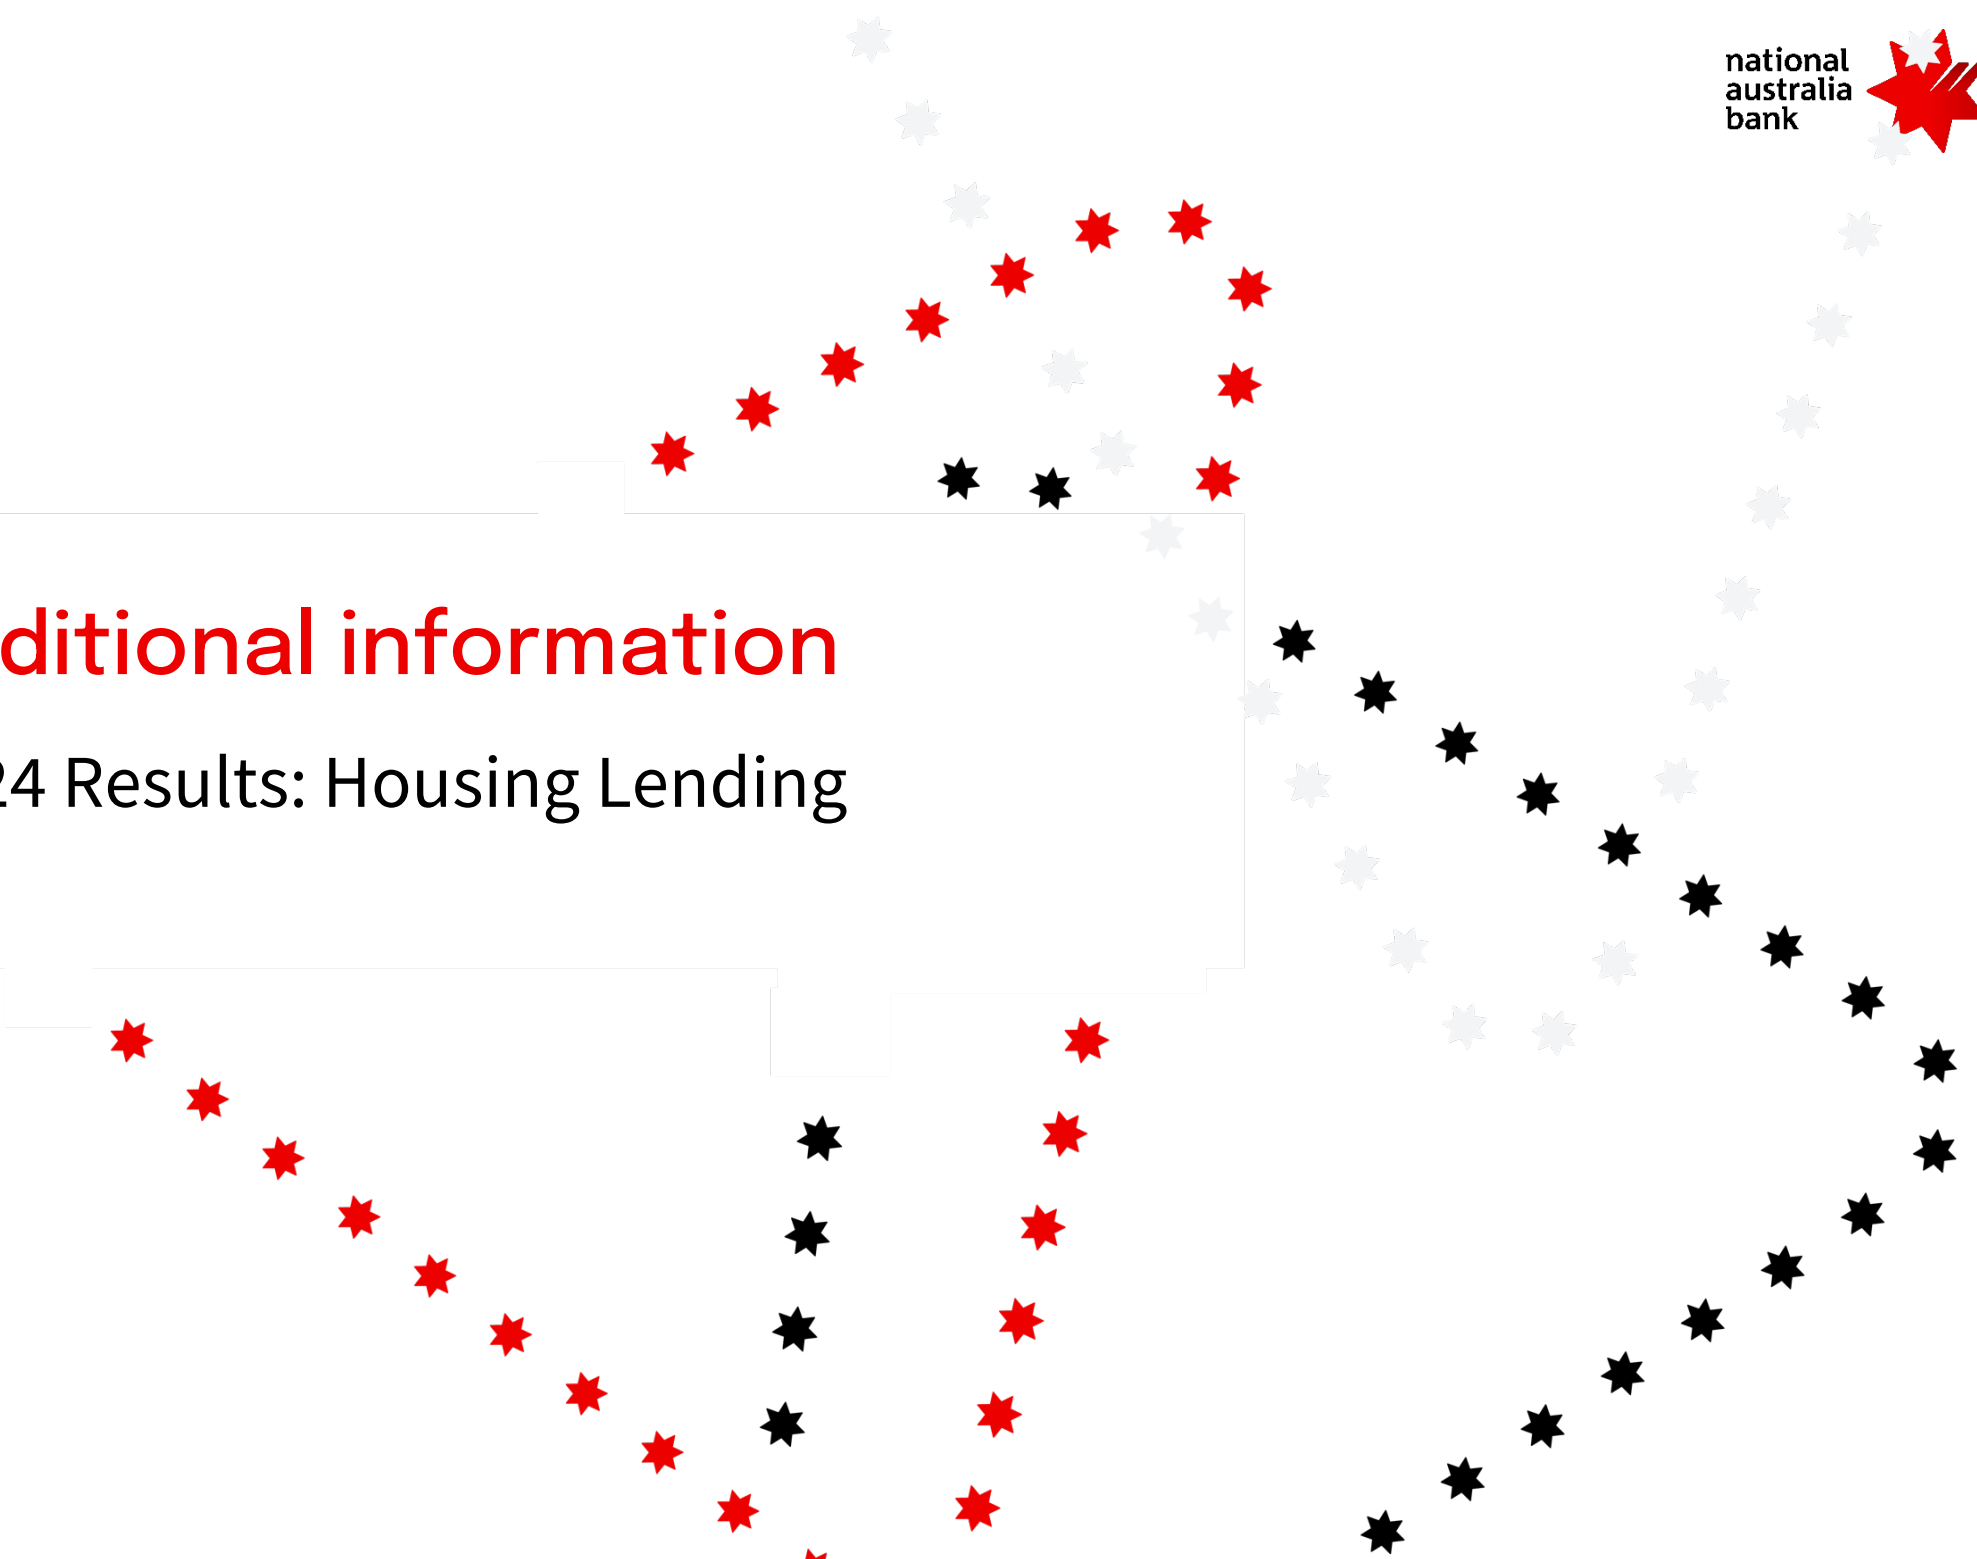 national
australia
bank
ditional information
24 Results: Housing Lending